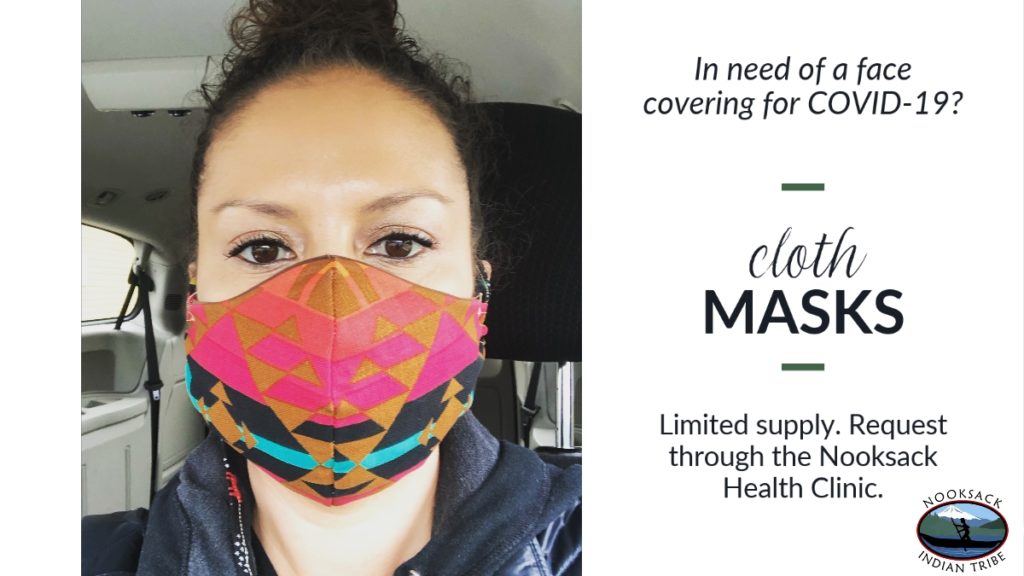 In need of a face
covering for COVID-19?
cloth
MASKS
Limited supply. Request
through the Nooksack
Health Clinic.
NOOKSACK
INDIAN TRIBE